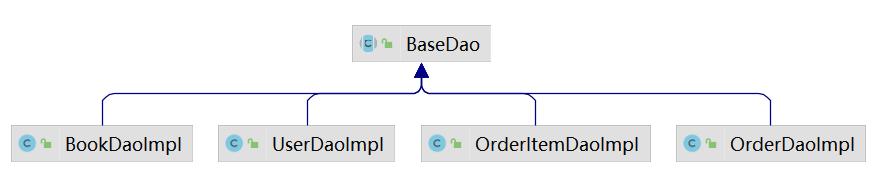 BaseDao
BookDaoImpl
UserDaoImpl
OrderItemDaoImpl
OrderDaoImpl